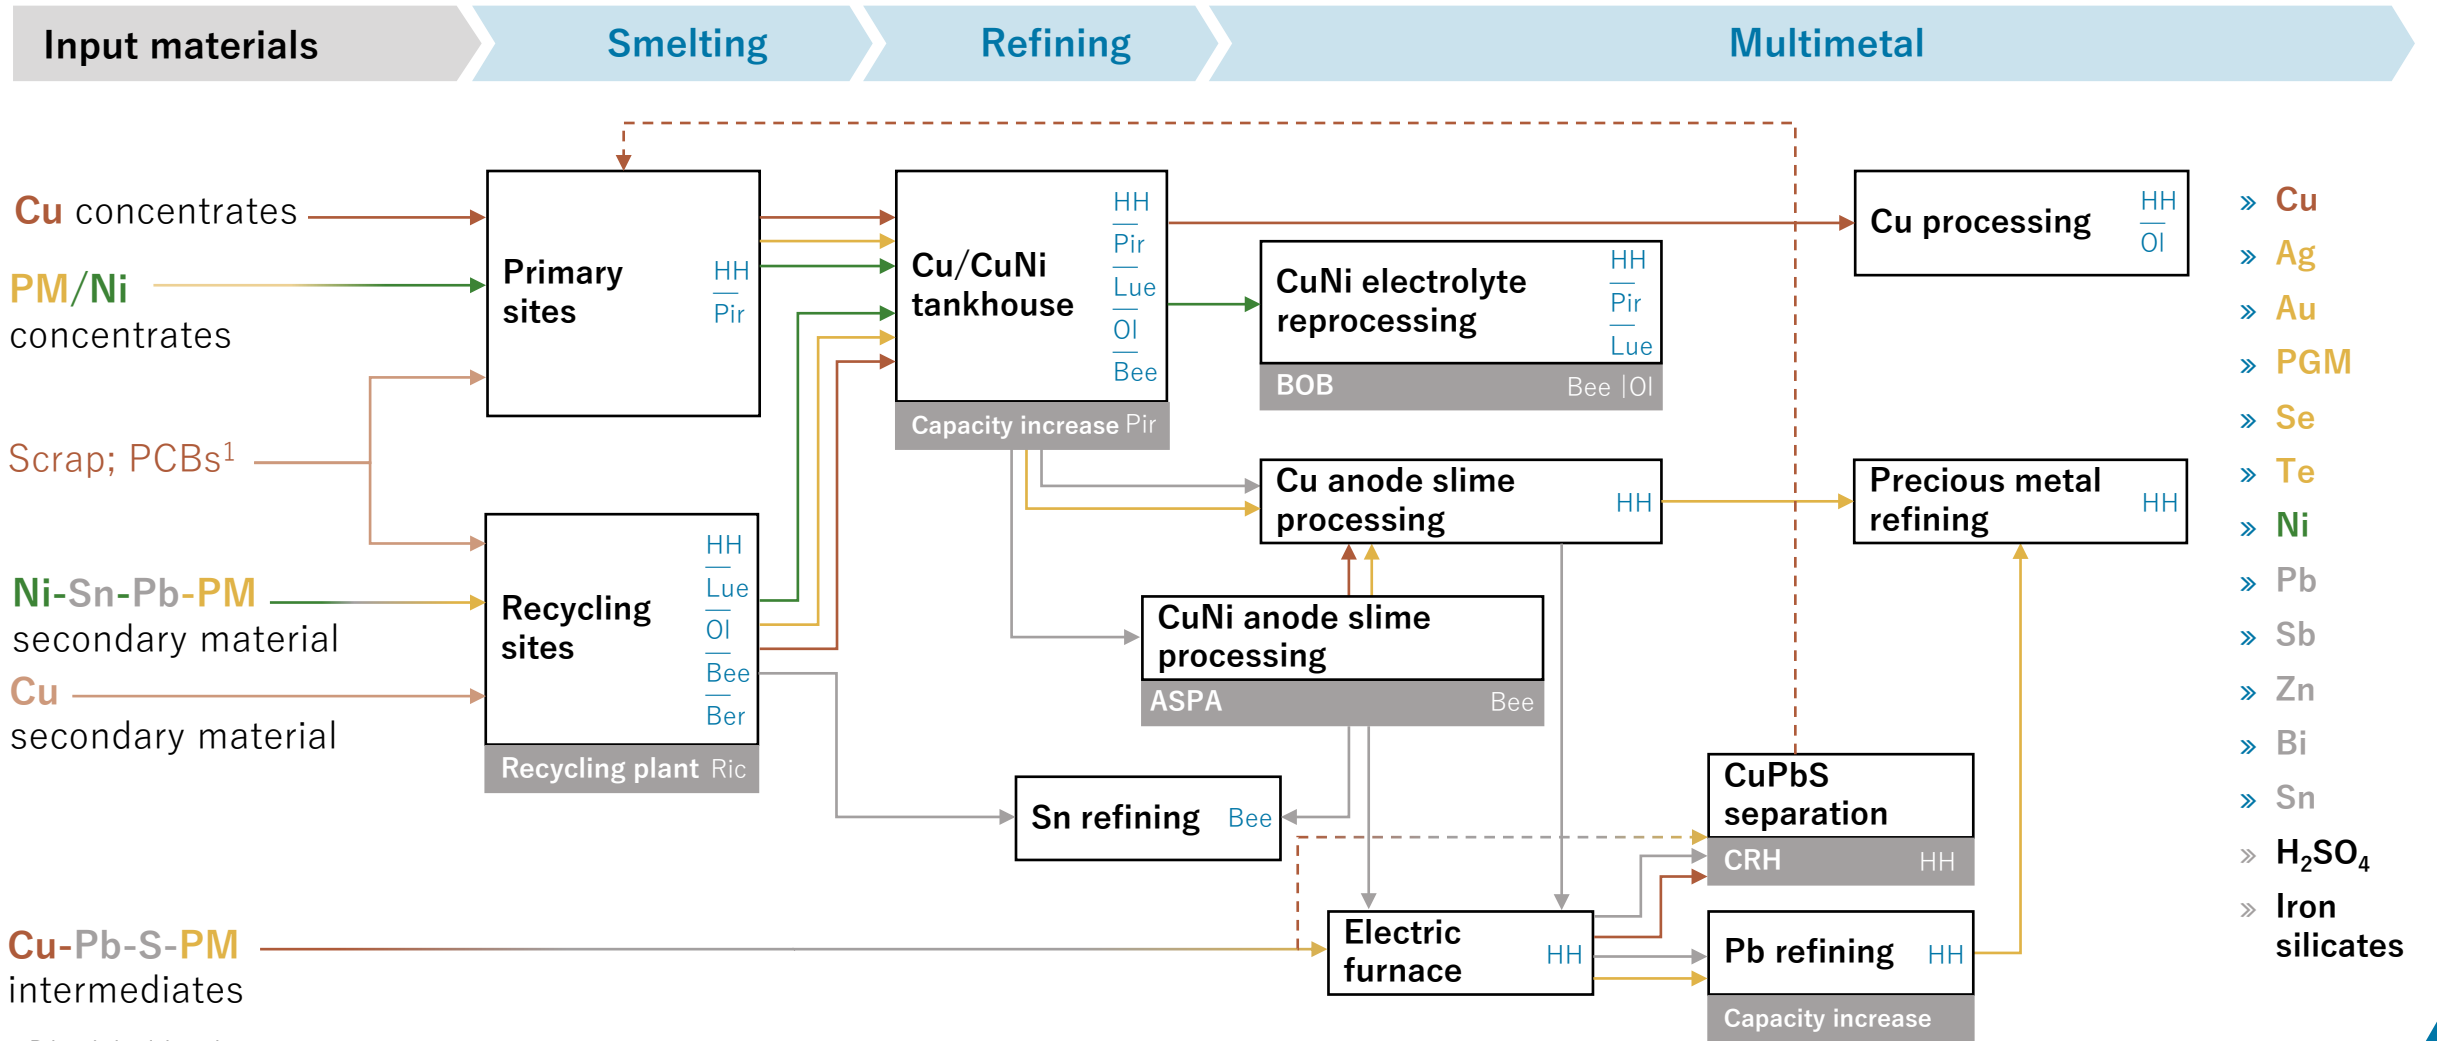 Input materials
Smelting
Refining
Multimetal
Cu concentrates
PM/Ni
concentrates
Scrap; PCBs¹
Ni-Sn-Pb-PM
secondary material
Cu
secondary material
Cu-Pb-S-PM
intermediates
Primary
sites
HH
Pir
Recycling
sites
HH
Lue
Ol
Bee
Ber
Recycling plant Ric
Cu/CuNi
tankhouse
HH
Pir
Lue
Ol
Bee
Capacity increase Pir
CuNi electrolyte
reprocessing
HH
Pir
Lue
BOB Bee |Ol
Cu anode slime
processing
HH
CuNi anode slime
processing
ASPA Bee
Sn refining Bee
Electric
furnace
HH
CuPbS
separation
CRH HH
Pb refining HH
Capacity increase
Cu processing
HH
Ol
Precious metal
refining
HH
» Cu
» Ag
» Au
» PGM
» Se
» Te
» Ni
» Pb
» Sb
» Zn
» Bi
» Sn
» H₂SO₄
» Iron
silicates